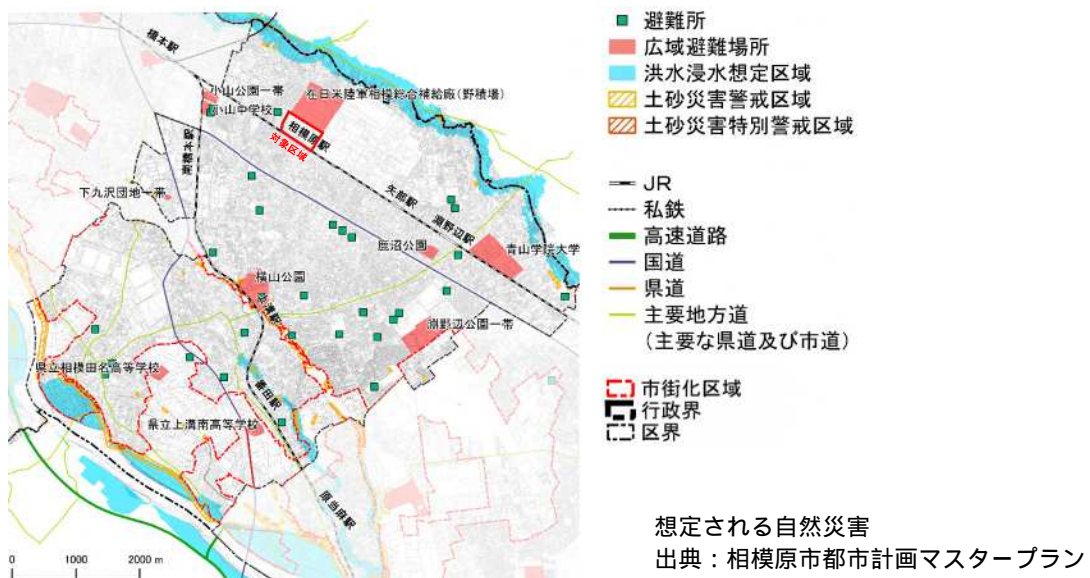 橋本駅
小山公園一帯
小山中学校
在日米陸軍相模総合補給廠(野積場)
相模原駅
対象区域
南橋本駅
矢部駅
淵野辺駅
下九沢団地一帯
鹿沼公園
青山学院大学
横山公園
上溝駅
淵野辺公園一帯
県立相模田名高等学校
番田駅
県立上溝南高等学校
原当麻駅
0 1000 2000 m
避難所
広域避難場所
洪水浸水想定区域
土砂災害警戒区域
土砂災害特別警戒区域
JR
私鉄
高速道路
国道
県道
主要地方道
(主要な県道及び市道)
市街化区域
行政界
区界
想定される自然災害
出典：相模原市都市計画マスタープラン